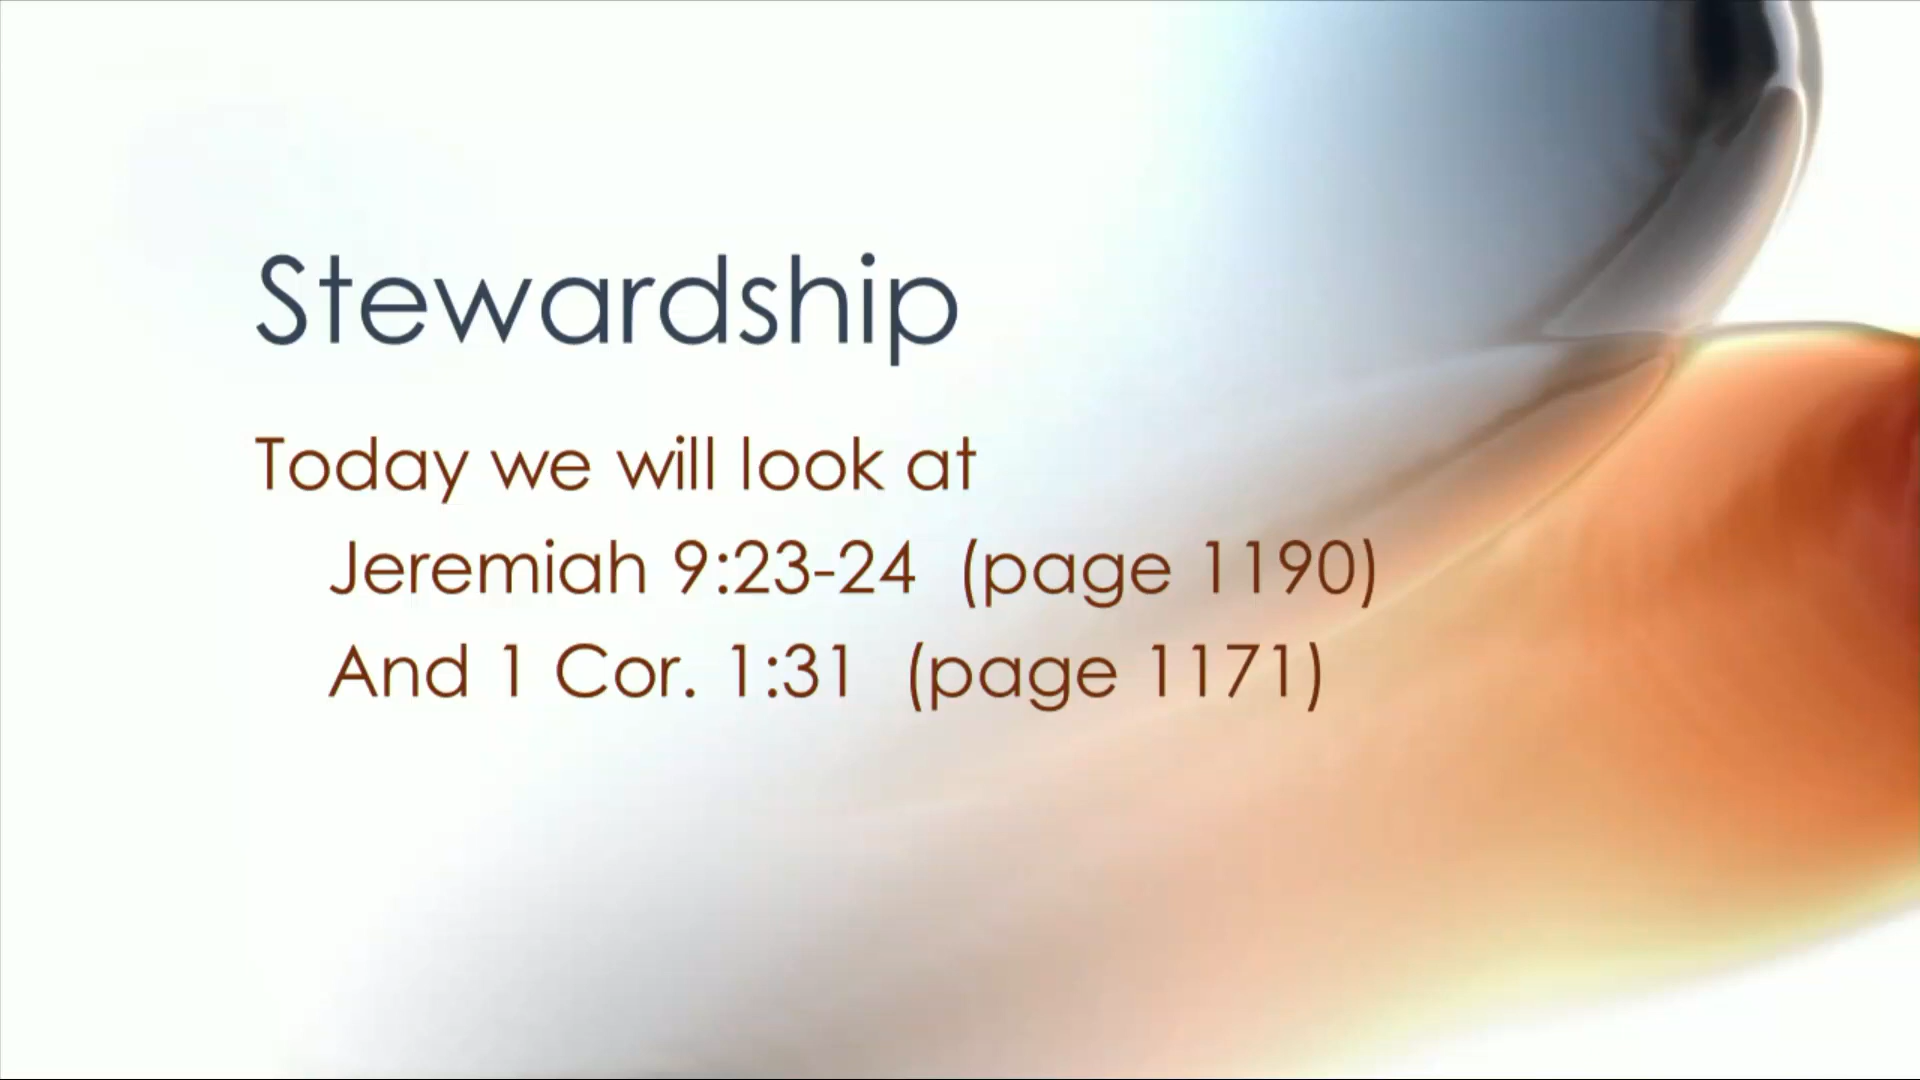 Stewardship
Today we will look at
Jeremiah 9:23-24 (page 1190)
And 1 Cor. 1:31 (page 1171)